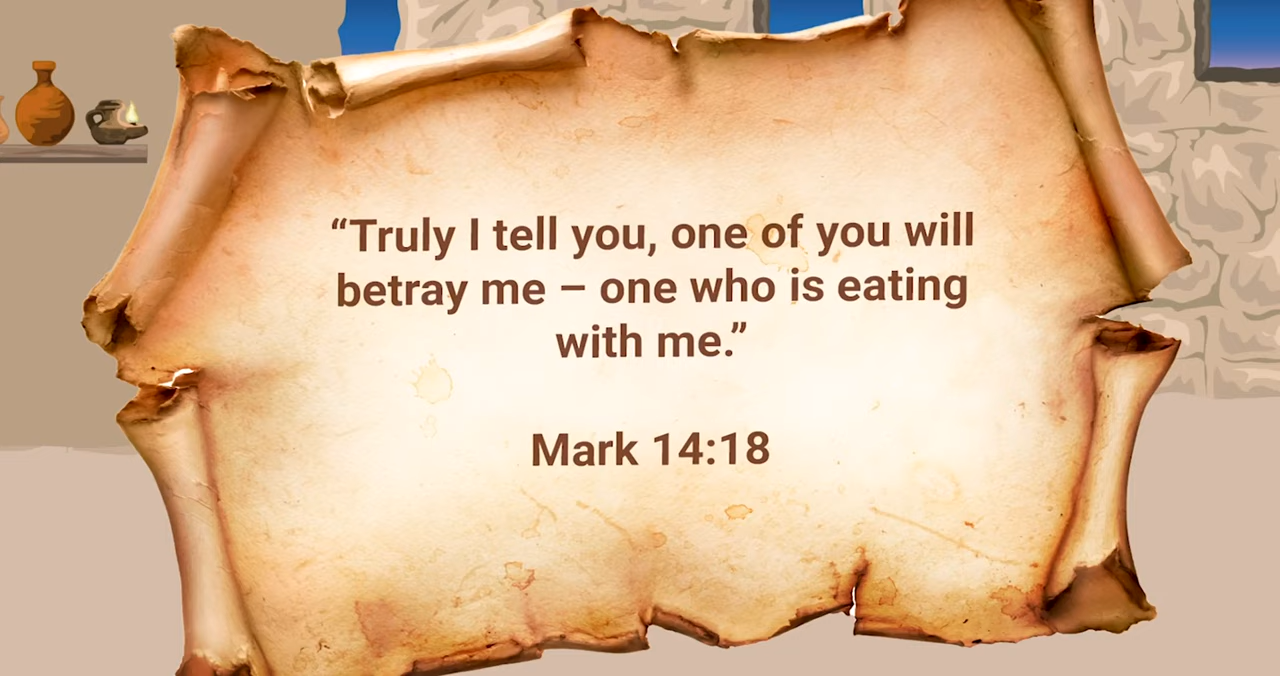 “Truly I tell you, one of you will
betray me – one who is eating
with me.”
Mark 14:18